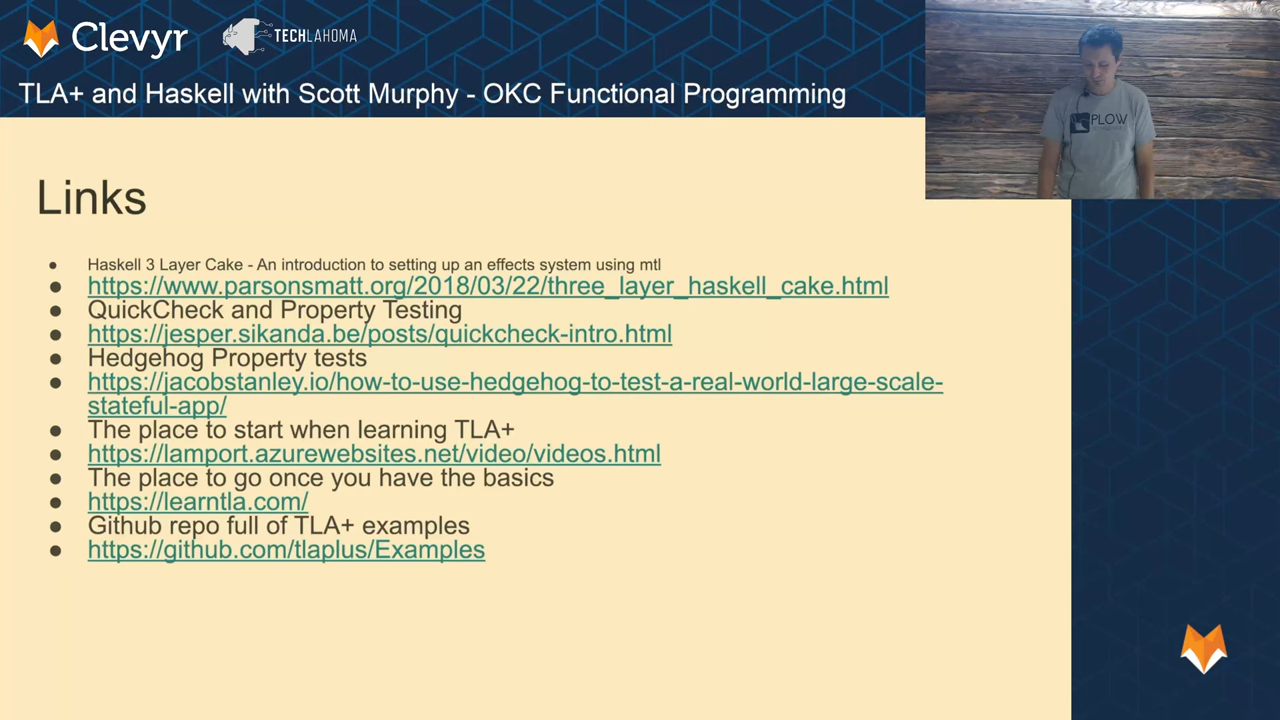 Clevyr
TECHLAHOMA
TLA+ and Haskell with Scott Murphy - OKC Functional Programming
PLOW
Links
Haskell 3 Layer Cake - An introduction to setting up an effects system using mtl
https://www.parsonsmatt.org/2018/03/22/three_layer_haskell_cake.html
QuickCheck and Property Testing
https://jesper.sikanda.be/posts/quickcheck-intro.html
Hedgehog Property tests
https://jacobstanley.io/how-to-use-hedgehog-to-test-a-real-world-large-scale-
stateful-app/
The place to start when learning TLA+
https://lamport.azurewebsites.net/video/videos.html
The place to go once you have the basics
https://learntla.com/
Github repo full of TLA+ examples
https://github.com/tlaplus/Examples